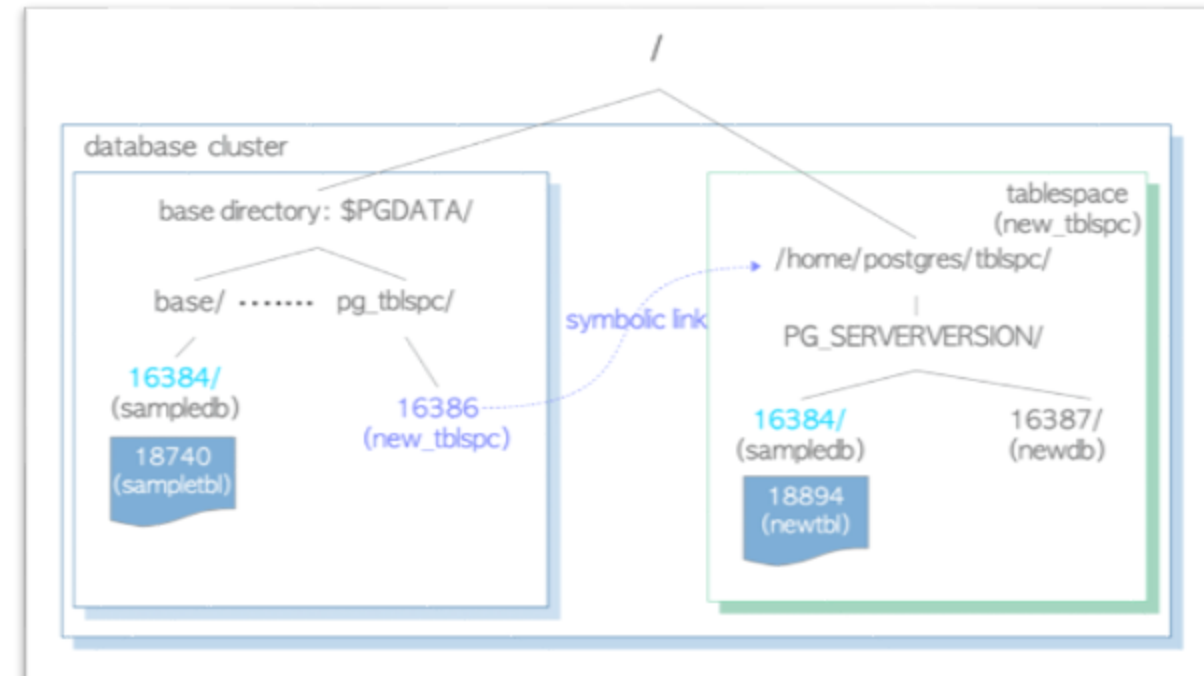 /
database cluster
base directory: $PGDATA/
base/ ······· pg_tblspc/
16384/
(sampledb)
18740
(sampletbl)
16386
(new_tblspc)
symbolic link
tablespace
(new_tblspc)
/home/postgres/tblspc/
PG_SERVERVERSION/
16384/
(sampledb)
18894
(newtbl)
16387/
(newdb)